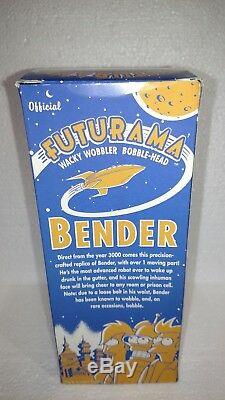 Official
FUTURAMA
WACKY WOBBLER BOBBLE-HEAD
BENDER
Direct from the year 3000 comes this precision-
crafted replica of Bender, with over 1 moving part!
He's the most advanced robot ever to wake up
drunk in the gutter, and his scowling inhuman
face will bring cheer to any room or prison cell.
Note: due to a loose bolt in his waist, Bender
has been known to wobble, and, on
rare occasions, bobble.